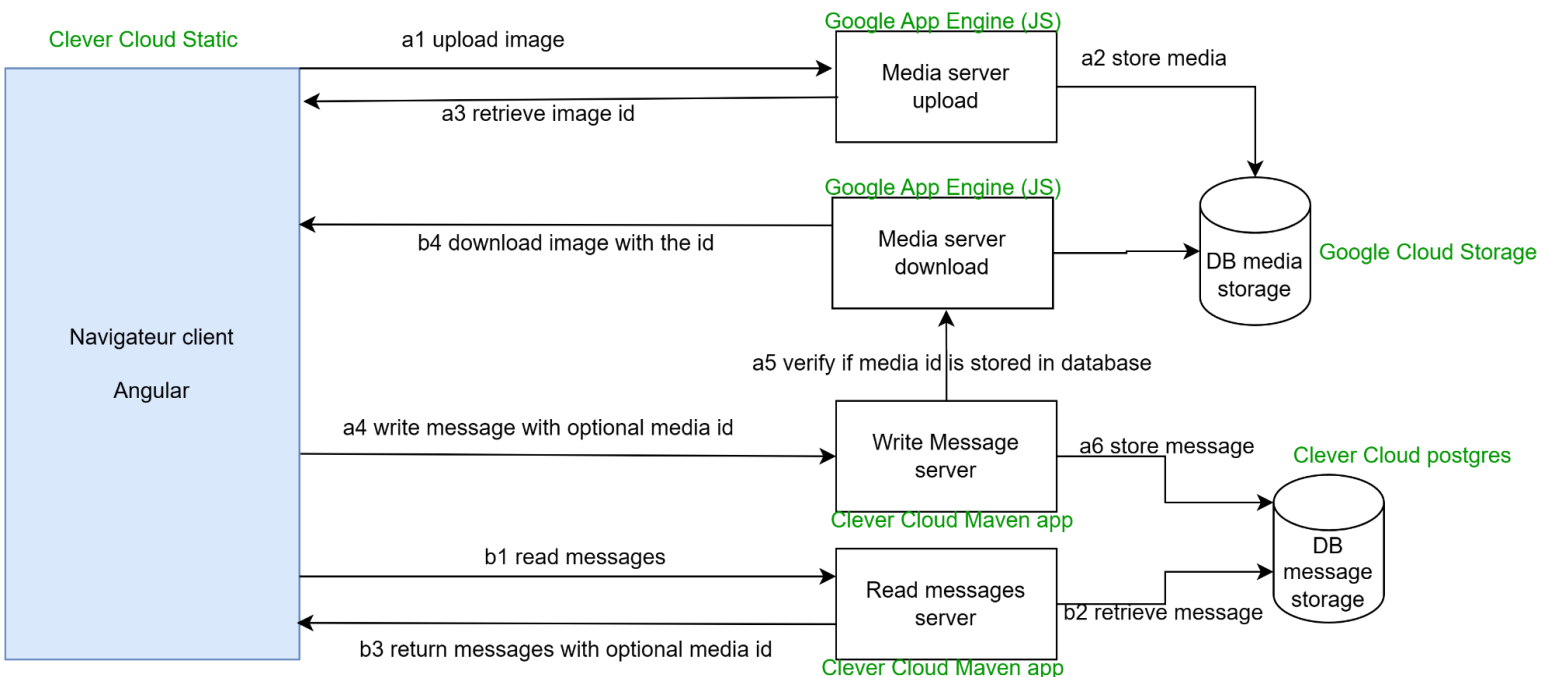 Clever Cloud Static
a1 upload image
Google App Engine (JS)
Media server
upload
a2 store media
a3 retrieve image id
Google App Engine (JS)
Media server
download
b4 download image with the id
DB media
storage
Google Cloud Storage
Navigateur client
Angular
a5 verify if media id is stored in database
a4 write message with optional media id
Write Message
server
Clever Cloud Maven app
a6 store message
Clever Cloud postgres
DB
message
storage
b1 read messages
Read messages
server
b2 retrieve message
b3 return messages with optional media id
Clever Cloud Maven app